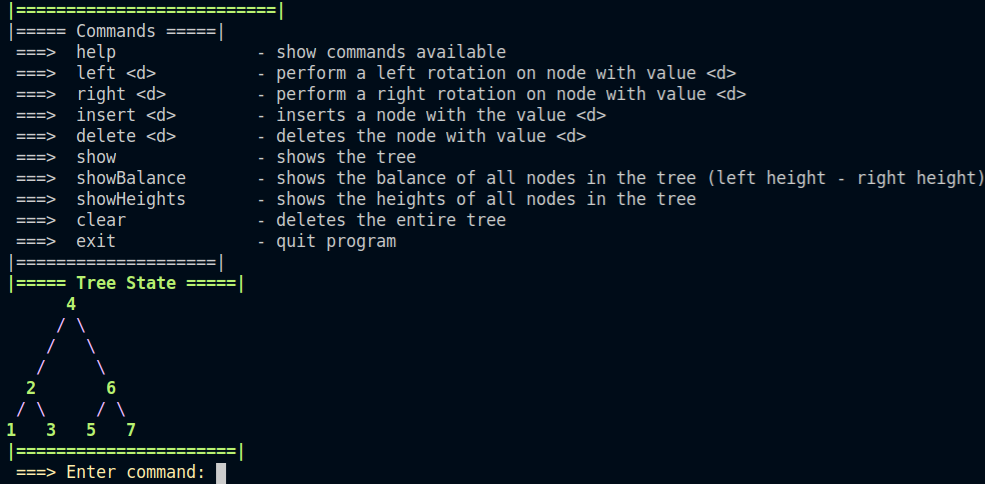 |==========================|
|===== Commands =====|
===> help - show commands available
===> left <d> - perform a left rotation on node with value <d>
===> right <d> - perform a right rotation on node with value <d>
===> insert <d> - inserts a node with the value <d>
===> delete <d> - deletes the node with value <d>
===> show - shows the tree
===> showBalance - shows the balance of all nodes in the tree (left height - right height)
===> showHeights - shows the heights of all nodes in the tree
===> clear - deletes the entire tree
===> exit - quit program
|====================|
|===== Tree State =====|
      4
     / \
    /   \
   /     \
  2       6
 / \     / \
1   3   5   7
|======================|
===> Enter command: